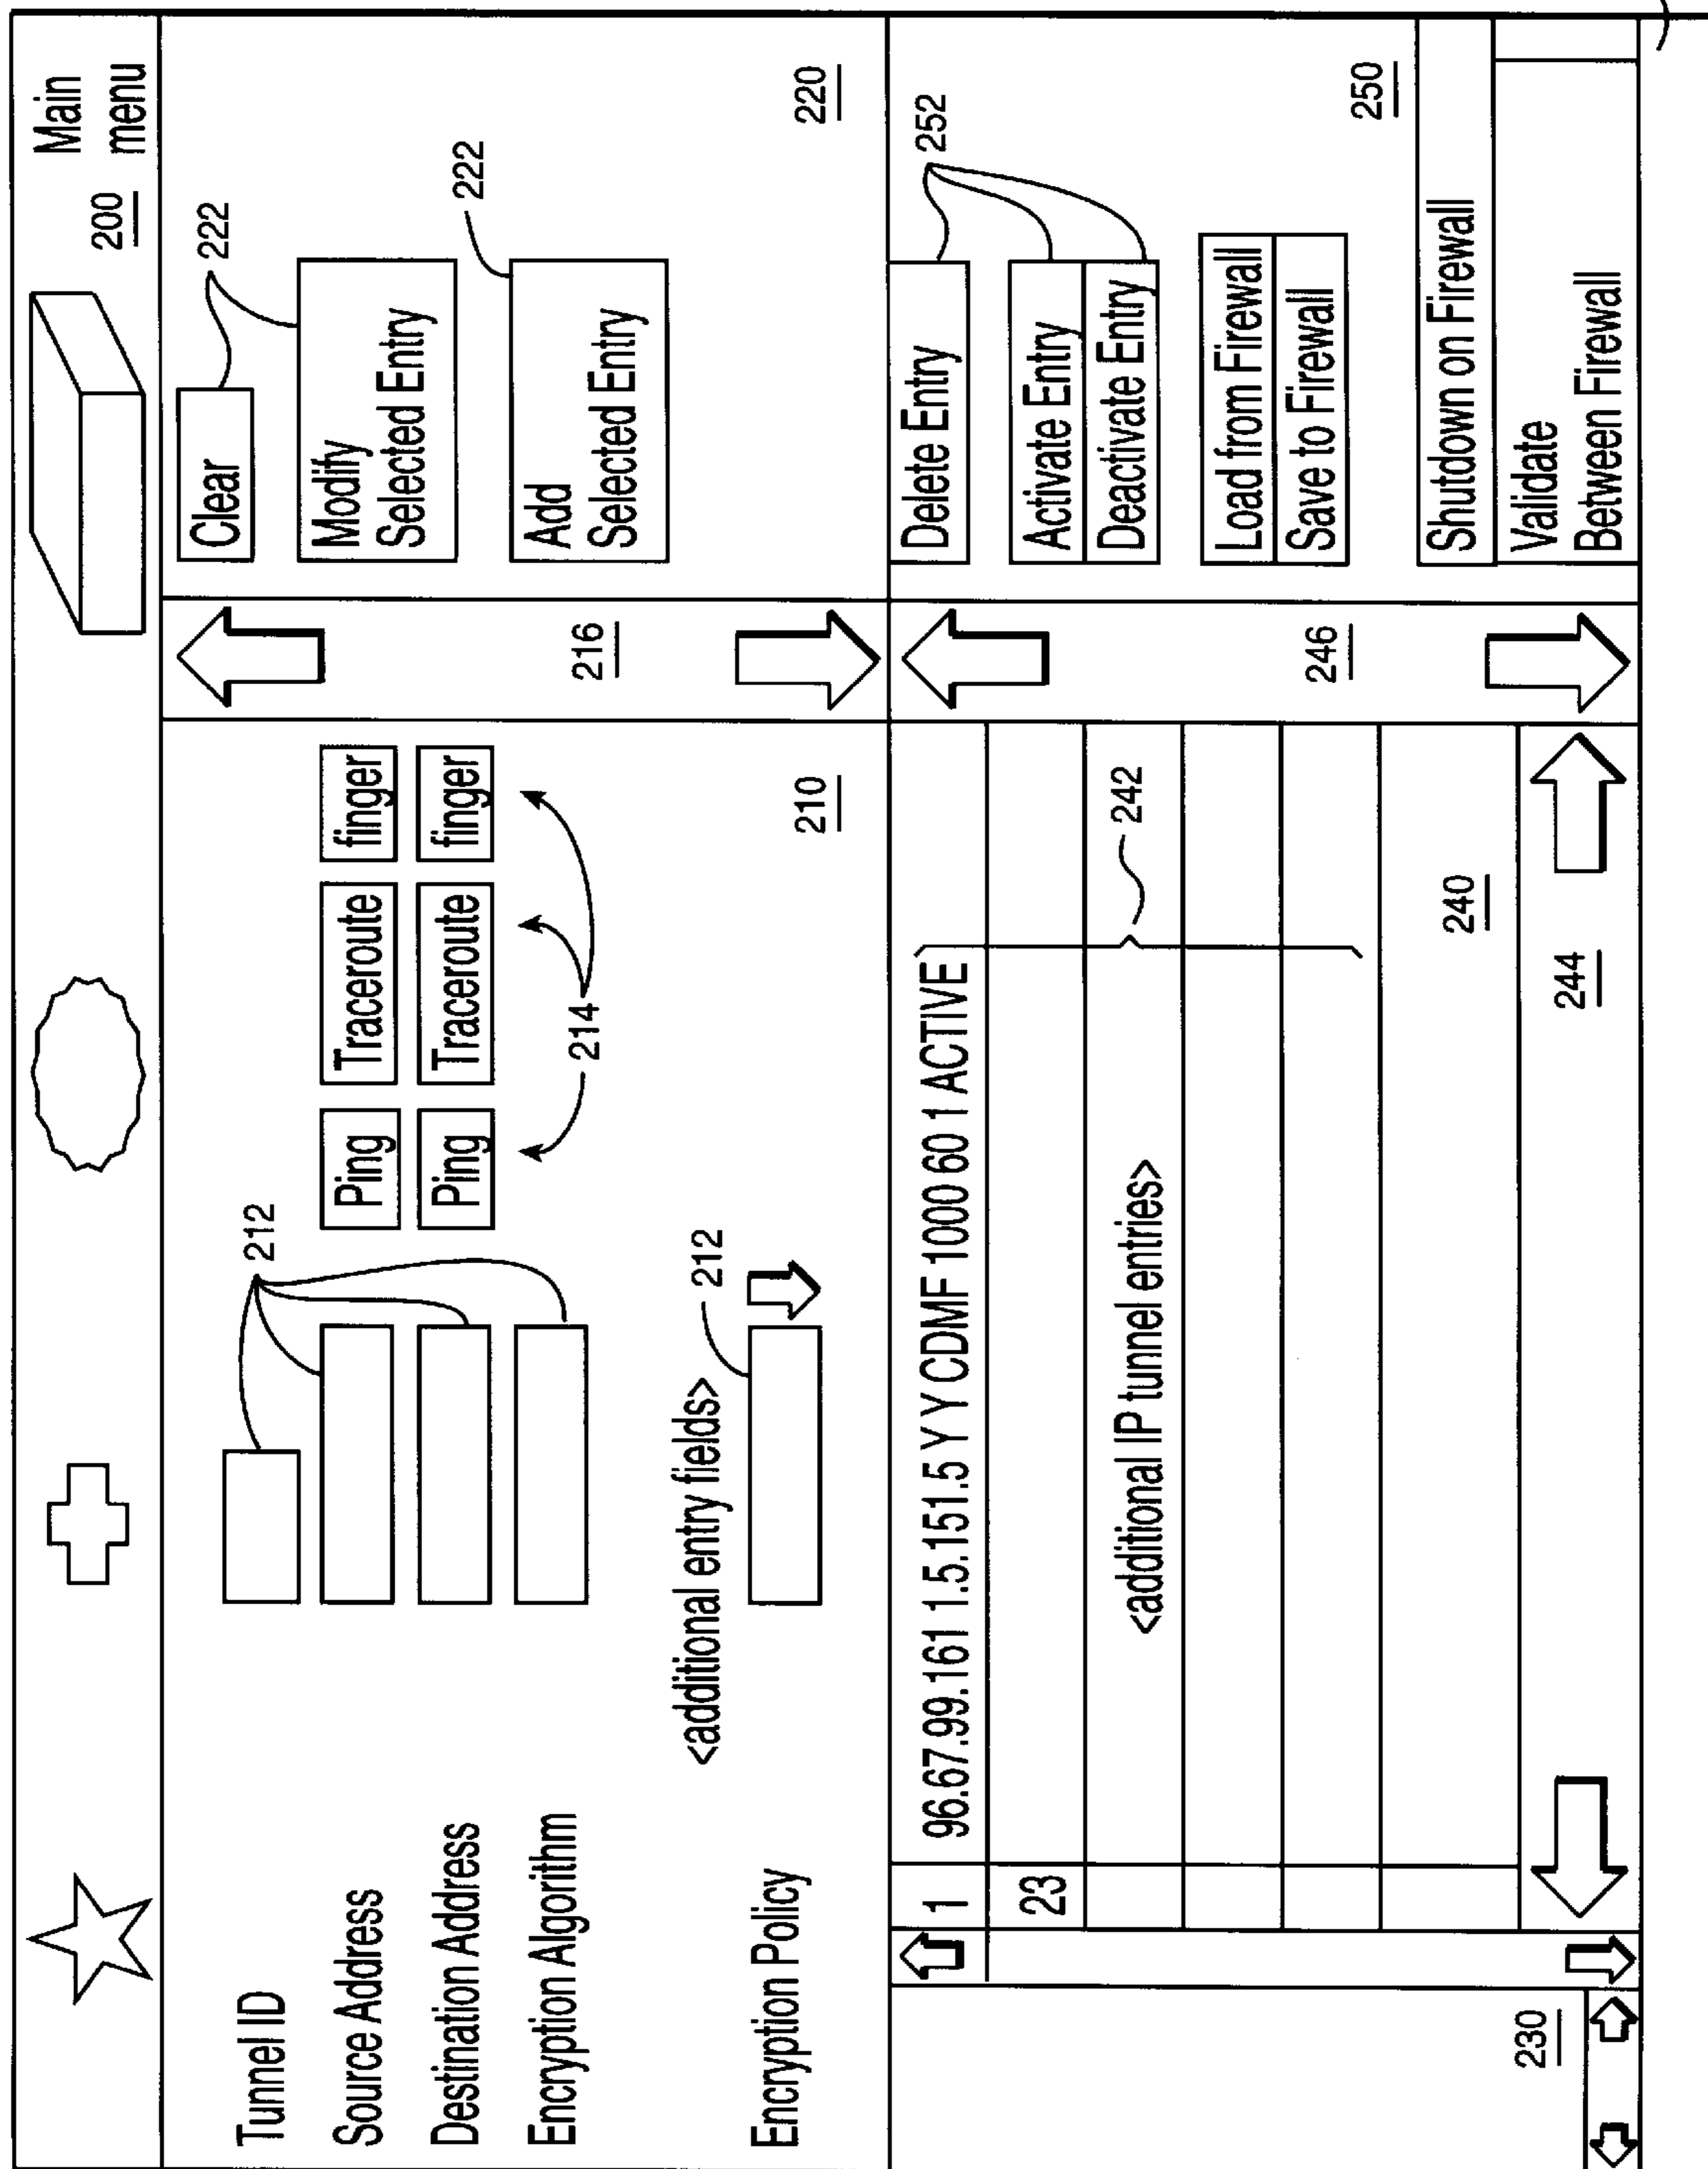 Main
menu
200
Clear
222
Modify
Selected Entry
222
Add
Selected Entry
220
216
Tunnel ID
212
Source Address
Ping Traceroute finger
Destination Address
Ping Traceroute finger
Encryption Algorithm
214
<additional entry fields>
212
Encryption Policy
210
1 96.67.99.161 1.5.151.5 Y Y CDMF 1000 60 1 ACTIVE
23
<additional IP tunnel entries>
242
240
244
230
246
Delete Entry
252
Activate Entry
Deactivate Entry
Load from Firewall
Save to Firewall
250
Shutdown on Firewall
Validate
Between Firewall